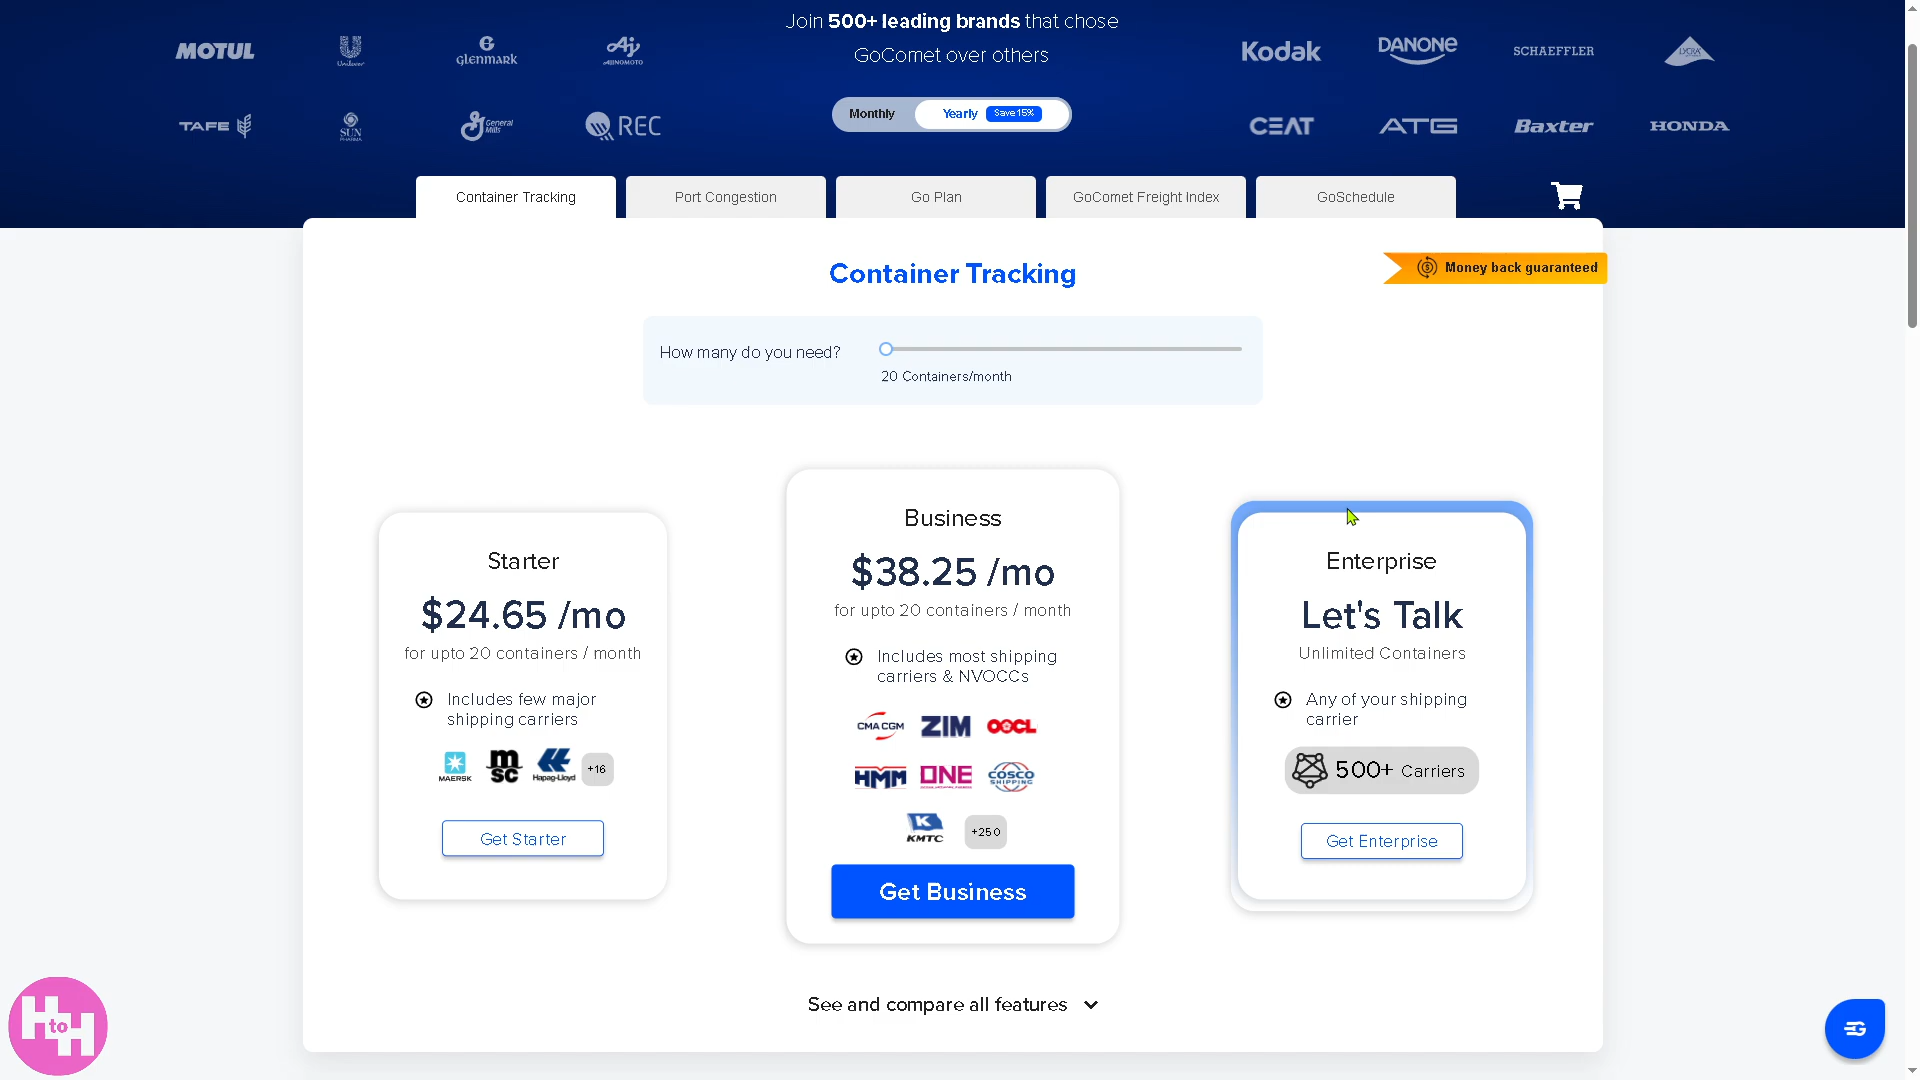 Join 500+ leading brands that chose
GoComet over others
MOTUL
Unilever
glenmark
Aj
AJINOMOTO
Kodak
DANONE
SCHAEFFLER
LYCRA
TAFE
SUN
PHARMA
General
Mills
REC
CEAT
ATG
Baxter
HONDA
Monthly
Yearly
Save 15%
Container Tracking
Port Congestion
Go Plan
GoComet Freight Index
GoSchedule
Container Tracking
Money back guaranteed
How many do you need?
20 Containers/month
Starter
$24.65 /mo
for upto 20 containers / month
Includes few major
shipping carriers
MAERSK
m
sc
Hapag-Lloyd
+16
Get Starter
Business
$38.25 /mo
for upto 20 containers / month
Includes most shipping
carriers & NVOCCs
CMA CGM
ZIM
OOCL
HMM
ONE
COSCO
SHIPPING
K
KMTC
+250
Get Business
Enterprise
Let's Talk
Unlimited Containers
Any of your shipping
carrier
500+ Carriers
Get Enterprise
See and compare all features
H to H